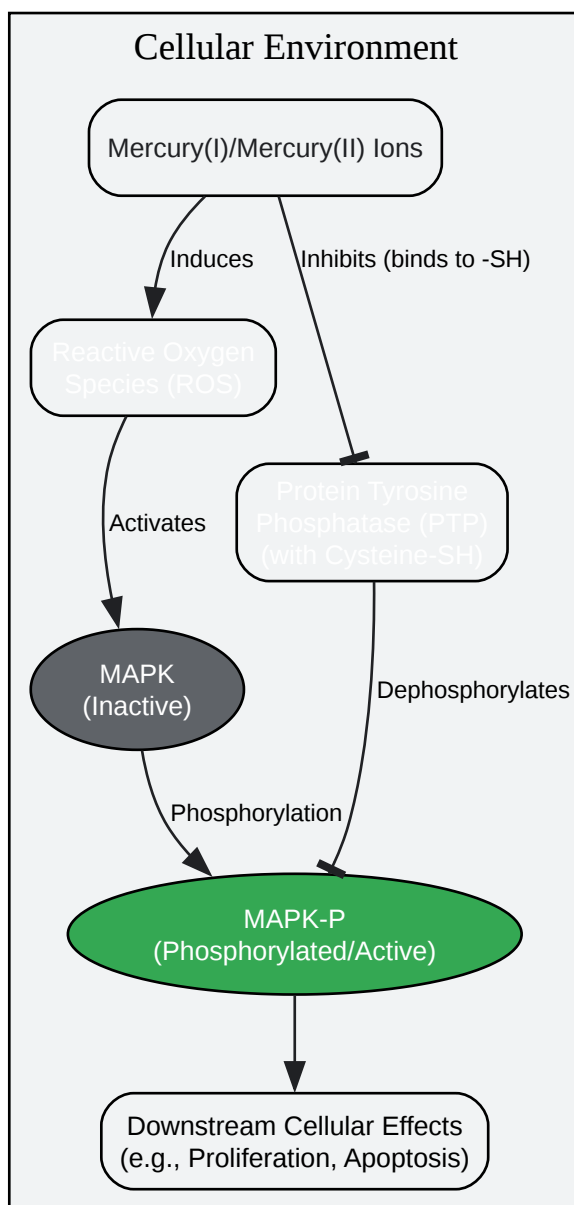 Cellular Environment
Mercury(I)/Mercury(II) Ions
Induces
Inhibits (binds to -SH)
Reactive Oxygen
Species (ROS)
Protein Tyrosine
Phosphatase (PTP)
(with Cysteine-SH)
Activates
MAPK
(Inactive)
Dephosphorylates
Phosphorylation
MAPK-P
(Phosphorylated/Active)
Downstream Cellular Effects
(e.g., Proliferation, Apoptosis)